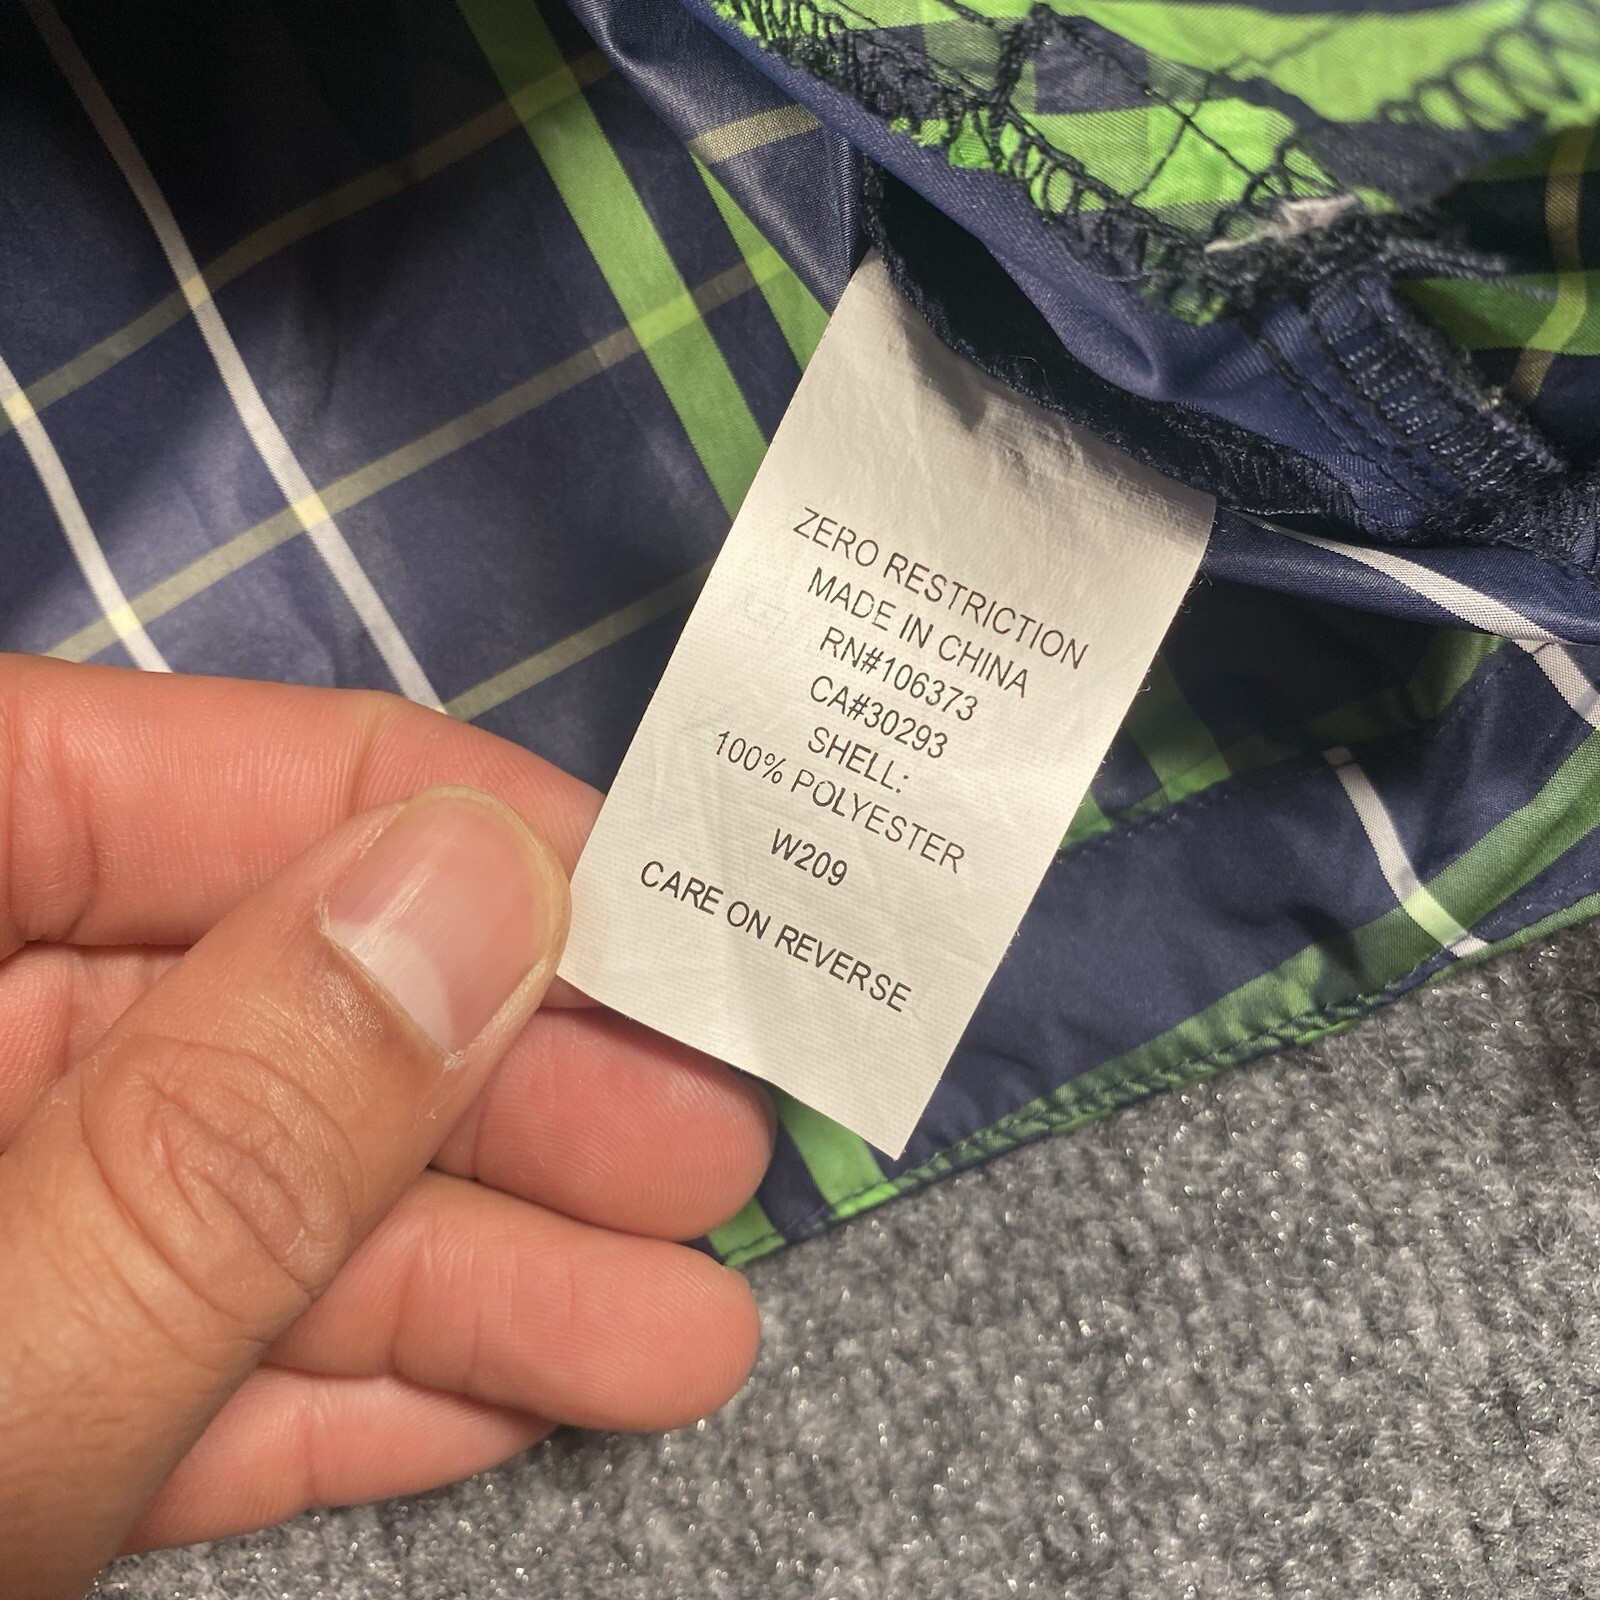 ZERO RESTRICTION
MADE IN CHINA
RN#106373
CA#30293
SHELL:
100% POLYESTER
W209
CARE ON REVERSE